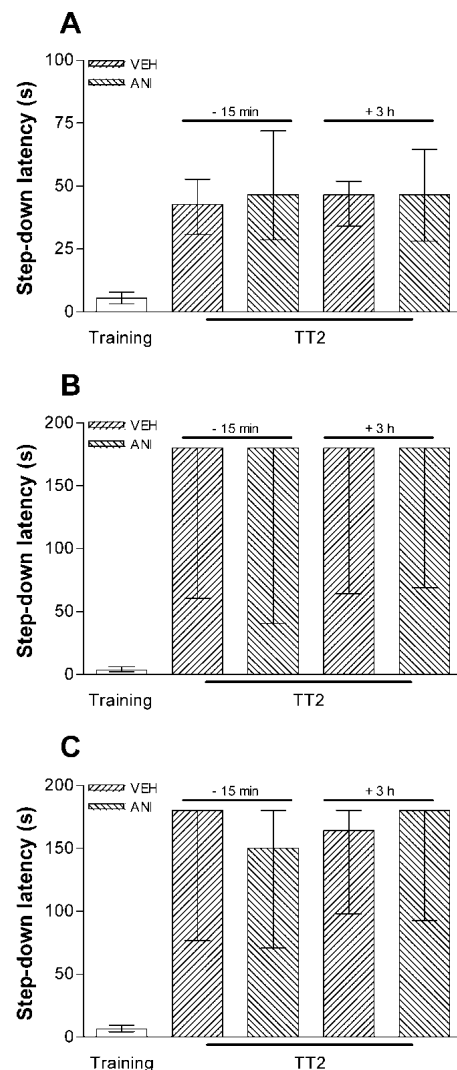 A
VEH
ANI
- 15 min
+ 3 h
Step-down latency (s)
100
75
50
25
0
Training
TT2
B
VEH
ANI
- 15 min
+ 3 h
Step-down latency (s)
200
150
100
50
0
Training
TT2
C
VEH
ANI
- 15 min
+ 3 h
Step-down latency (s)
200
150
100
50
0
Training
TT2